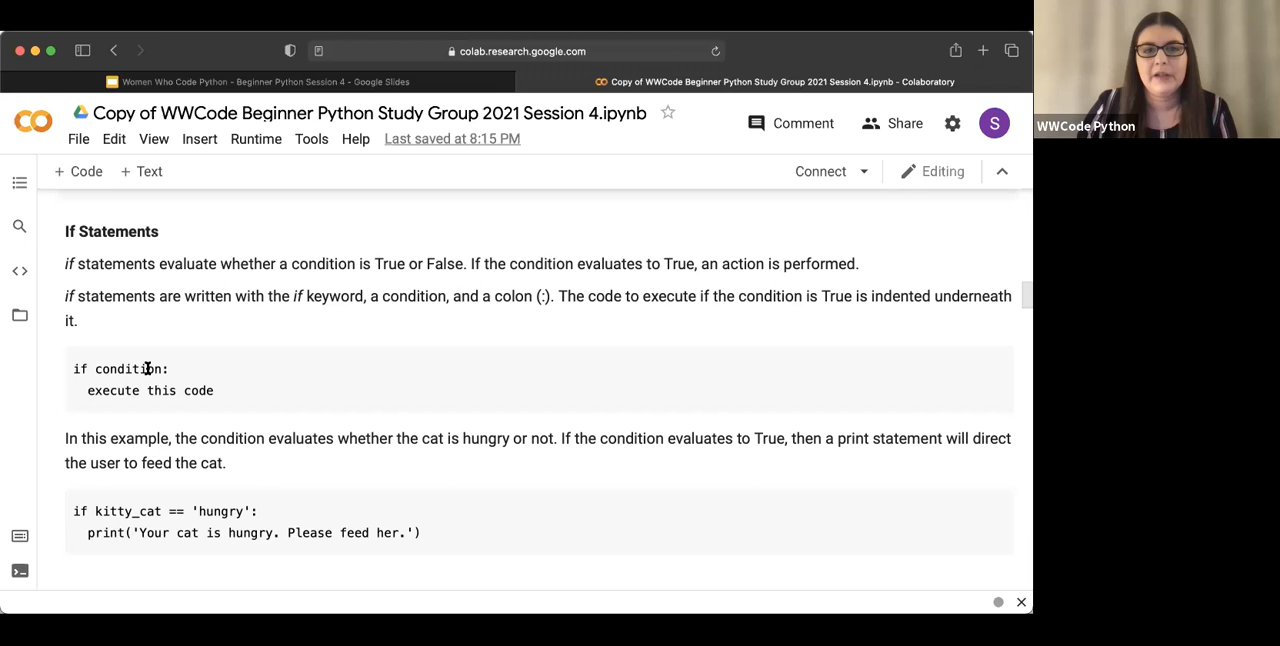 colab.research.google.com
Women Who Code Python - Beginner Python Session 4 - Google Slides
Copy of WWCode Beginner Python Study Group 2021 Session 4.ipynb - Colaboratory
Copy of WWCode Beginner Python Study Group 2021 Session 4.ipynb
Comment
Share
S
File Edit View Insert Runtime Tools Help Last saved at 8:15 PM
+ Code + Text
Connect
Editing
WWCode Python
If Statements
if statements evaluate whether a condition is True or False. If the condition evaluates to True, an action is performed.
if statements are written with the if keyword, a condition, and a colon (:). The code to execute if the condition is True is indented underneath
it.
if condition:
execute this code
In this example, the condition evaluates whether the cat is hungry or not. If the condition evaluates to True, then a print statement will direct
the user to feed the cat.
if kitty_cat == 'hungry':
print('Your cat is hungry. Please feed her.')